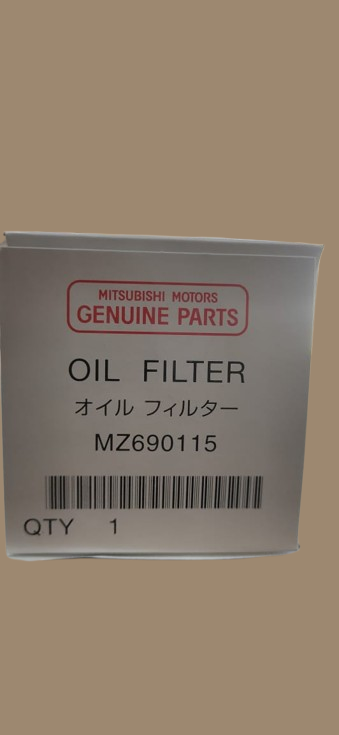 MITSUBISHI MOTORS
GENUINE PARTS
OIL FILTER
オイル フィルター
MZ690115
QTY 1